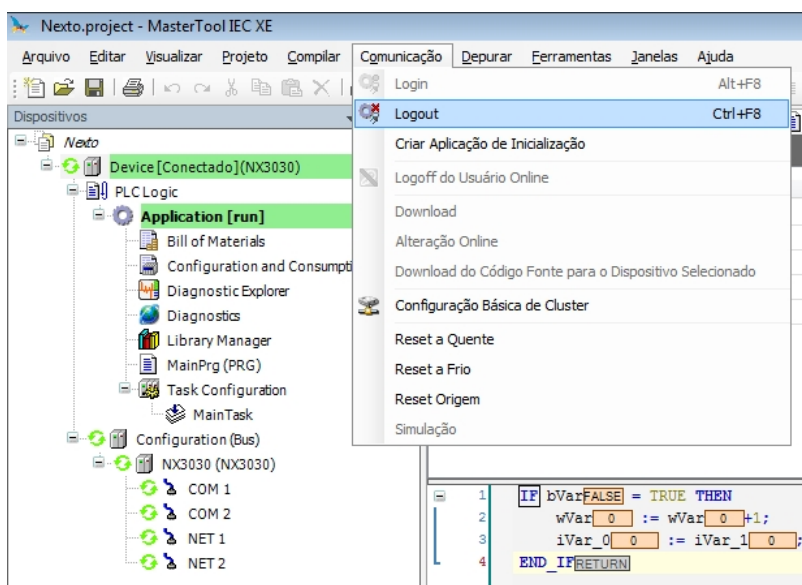 Nexto.project - MasterTool IEC XE
Arquivo Editar Visualizar Projeto Compilar Comunicação Depurar Ferramentas Janelas Ajuda
Dispositivos
Nexto
Device [Conectado] (NX3030)
PLC Logic
Application [run]
Bill of Materials
Configuration and Consumpti
Diagnostic Explorer
Diagnostics
Library Manager
MainPrg (PRG)
Task Configuration
MainTask
Configuration (Bus)
NX3030 (NX3030)
COM 1
COM 2
NET 1
NET 2
Login Alt+F8
Logout Ctrl+F8
Criar Aplicação de Inicialização
Logoff do Usuário Online
Download
Alteração Online
Download do Código Fonte para o Dispositivo Selecionado
Configuração Básica de Cluster
Reset a Quente
Reset a Frio
Reset Origem
Simulação
1 IF bVar FALSE = TRUE THEN
2 wVar 0 := wVar 0 +1;
3 iVar_0 0 := iVar_1 0 ;
4 END_IF RETURN